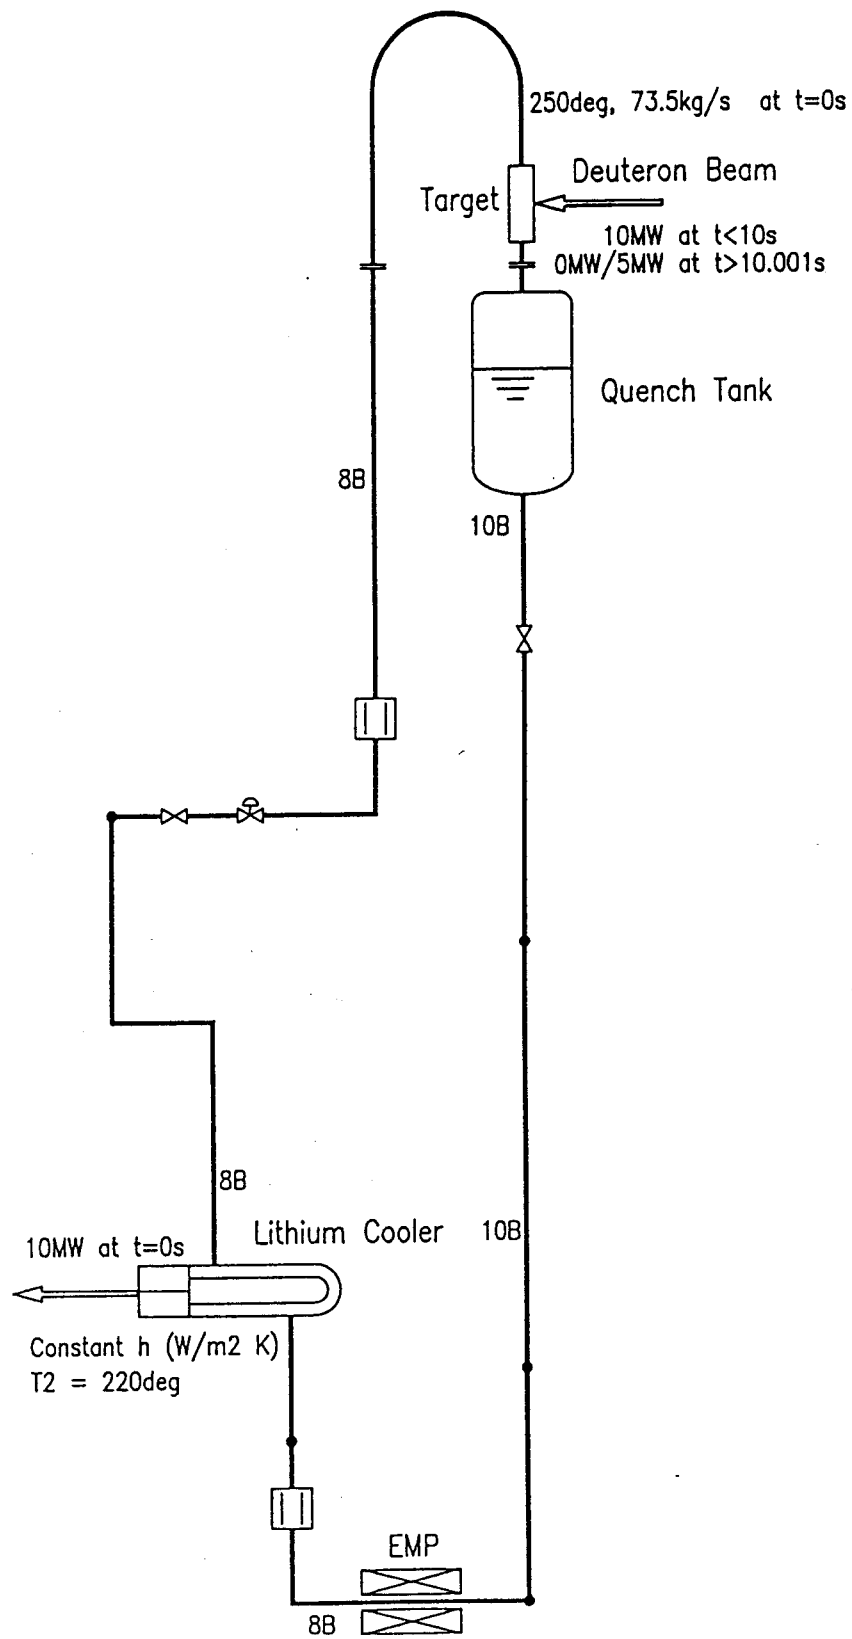 250deg, 73.5kg/s at t=0s
Deuteron Beam
Target
10MW at t<10s
0MW/5MW at t>10.001s
Quench Tank
8B
10B
8B
Lithium Cooler
10B
10MW at t=0s
Constant h (W/m2 K)
T2 = 220deg
EMP
8B